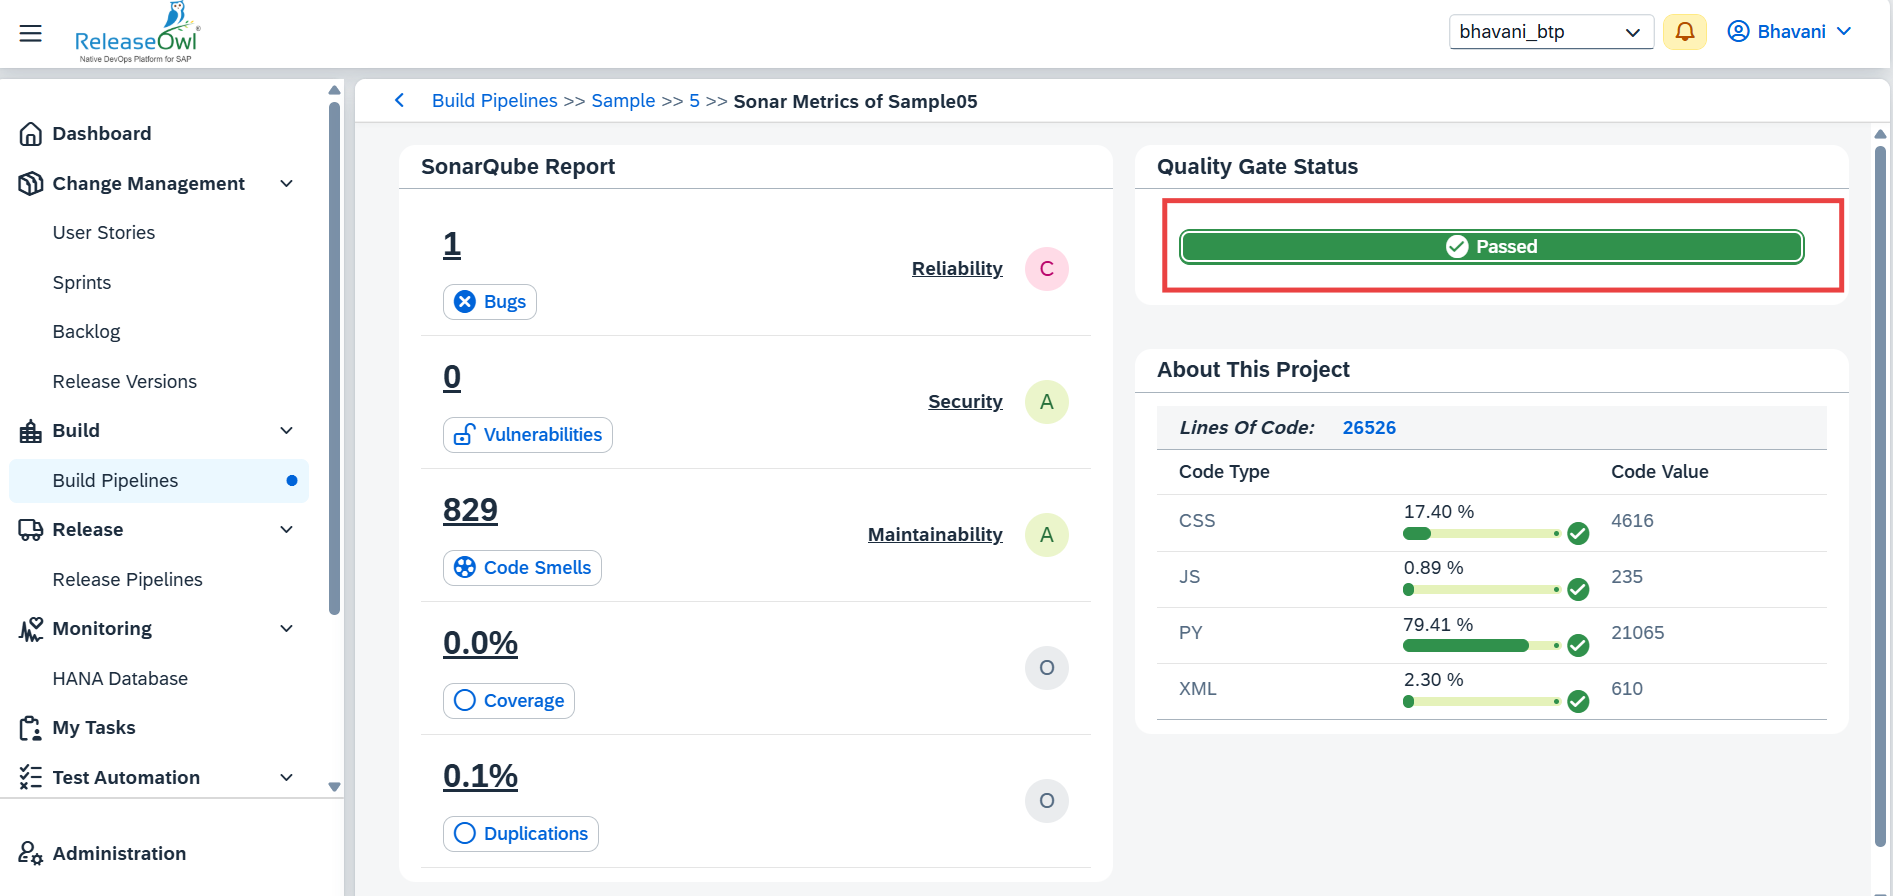 ReleaseOwl
Native DevOps Platform for SAP
bhavani_btp
Bhavani
Dashboard
Change Management
User Stories
Sprints
Backlog
Release Versions
Build
Build Pipelines
Release
Release Pipelines
Monitoring
HANA Database
My Tasks
Test Automation
Administration
Build Pipelines >> Sample >> 5 >> Sonar Metrics of Sample05
SonarQube Report
1
Bugs
Reliability C
0
Vulnerabilities
Security A
829
Code Smells
Maintainability A
0.0%
Coverage
O
0.1%
Duplications
O
Quality Gate Status
Passed
About This Project
Lines Of Code: 26526
Code Type Code Value
CSS 17.40 % 4616
JS 0.89 % 235
PY 79.41 % 21065
XML 2.30 % 610